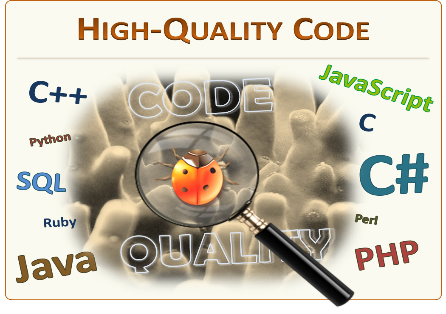 HIGH-QUALITY CODE
C++
CODE
JavaScript
Python
C
SQL
C#
Ruby
Perl
Java
QUALITY
PHP